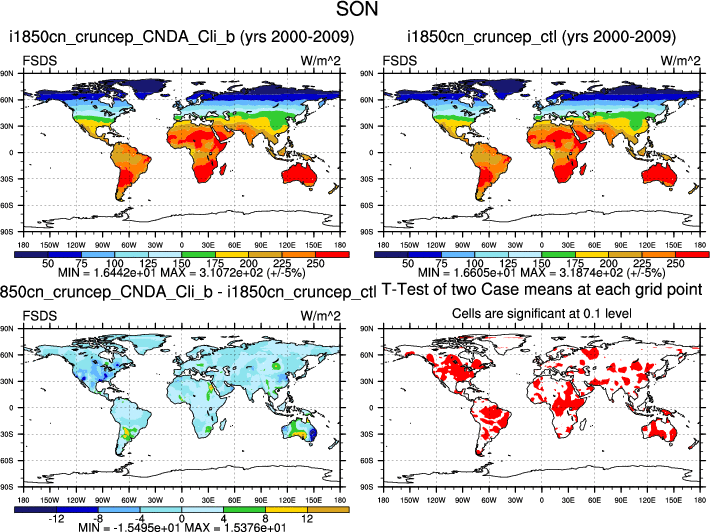 SON
i1850cn_cruncep_CNDA_Cli_b (yrs 2000-2009)
FSDS W/m^2
90N
60N
30N
0
30S
60S
90S
180 150W 120W 90W 60W 30W 0 30E 60E 90E 120E 150E 180
50 75 100 125 150 175 200 225 250
MIN = 1.6442e+01 MAX = 3.1072e+02 (+/-5%)
i1850cn_cruncep_ctl (yrs 2000-2009)
FSDS W/m^2
90N
60N
30N
0
30S
60S
90S
180 150W 120W 90W 60W 30W 0 30E 60E 90E 120E 150E 180
50 75 100 125 150 175 200 225 250
MIN = 1.6605e+01 MAX = 3.1874e+02 (+/-5%)
850cn_cruncep_CNDA_Cli_b - i1850cn_cruncep_ctl
FSDS W/m^2
90N
60N
30N
0
30S
60S
90S
180 150W 120W 90W 60W 30W 0 30E 60E 90E 120E 150E 180
-12 -8 -4 0 4 8 12
MIN = -1.5495e+01 MAX = 1.5376e+01
T-Test of two Case means at each grid point
Cells are significant at 0.1 level
90N
60N
30N
0
30S
60S
90S
180 150W 120W 90W 60W 30W 0 30E 60E 90E 120E 150E 180